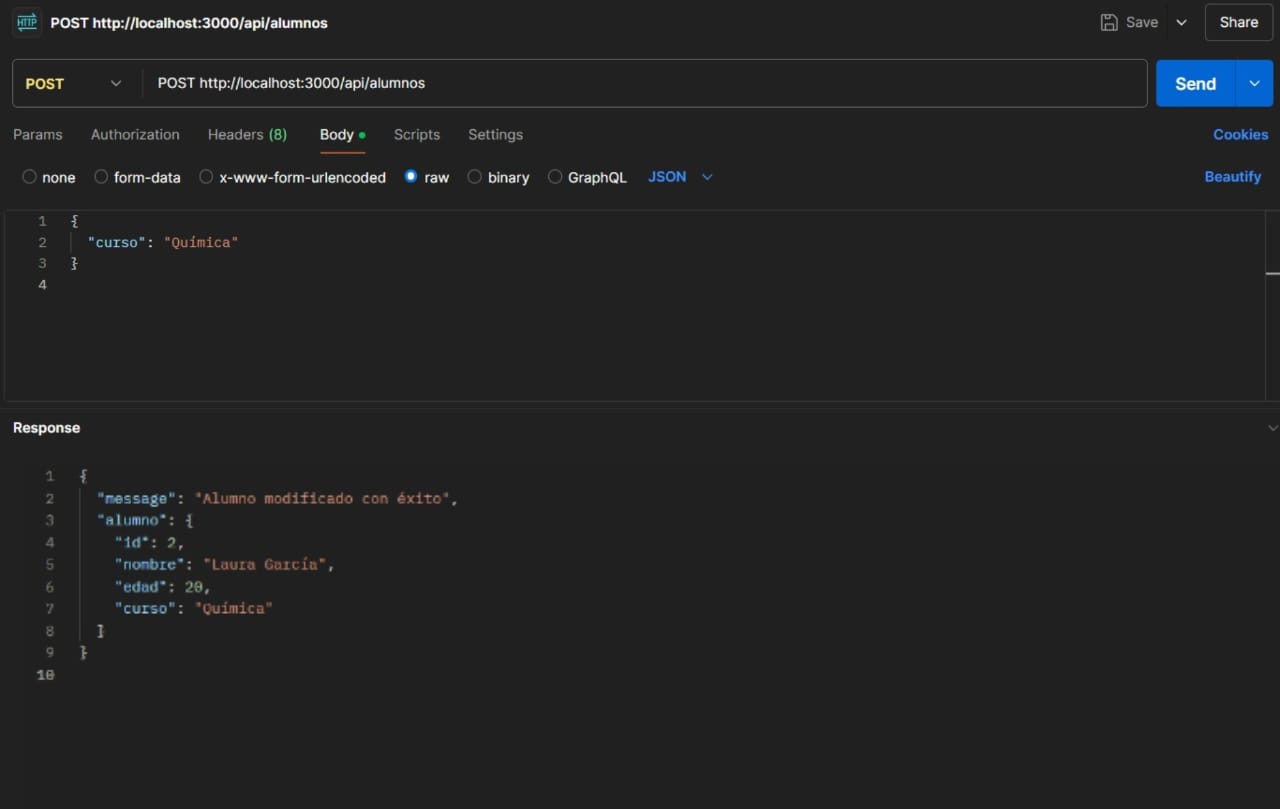 HTTP POST http://localhost:3000/api/alumnos Save Share
POST POST http://localhost:3000/api/alumnos Send
Params Authorization Headers (8) Body Scripts Settings Cookies
none form-data x-www-form-urlencoded raw binary GraphQL JSON Beautify
1 {
2 "curso": "Química"
3 }
4
Response
1 {
2 "message": "Alumno modificado con éxito",
3 "alumno": {
4 "id": 2,
5 "nombre": "Laura García",
6 "edad": 20,
7 "curso": "Química"
8 }
9 }
10